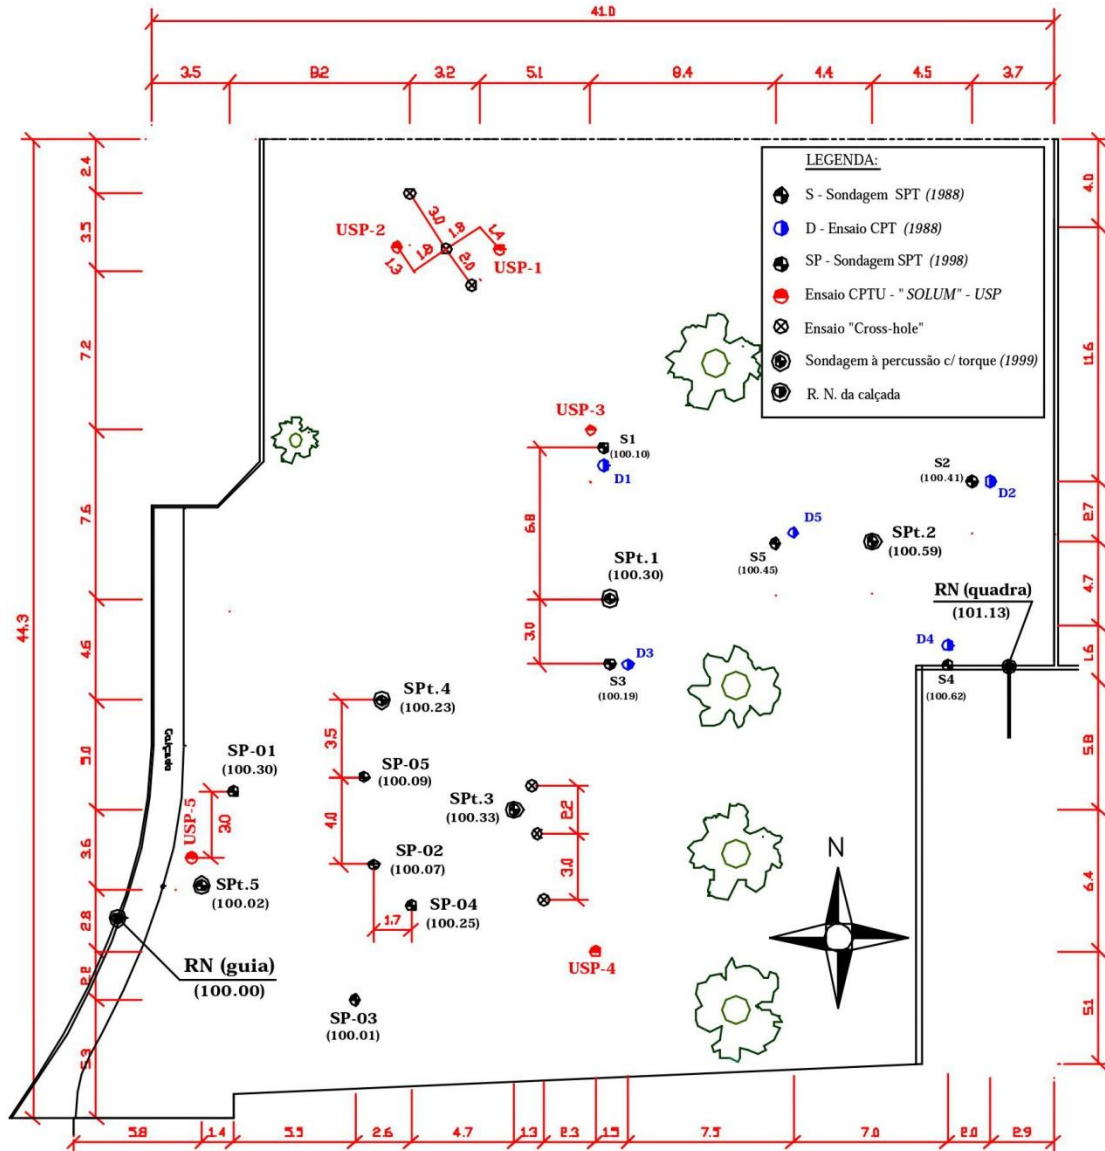 41.0
3.5 8.2 3.2 5.1 8.4 4.4 4.5 3.7
44.3
2.4
3.5
7.2
7.6
4.6
5.0
3.6
2.8
2.2
5.3
LEGENDA:
S - Sondagem SPT (1988)
D - Ensaio CPT (1988)
SP - Sondagem SPT (1998)
Ensaio CPTU - " SOLUM" - USP
Ensaio "Cross-hole"
Sondagem à percussão c/ torque (1999)
R. N. da calçada
4.0
11.6
2.7
4.7
1.6
5.8
6.4
5.1
USP-2
3.0
1.8
1.4
1.3
1.8
2.0
USP-1
USP-3
S1
(100.10)
D1
6.8
S2
(100.41)
D2
D5
S5
(100.45)
SPt.2
(100.59)
SPt.1
(100.30)
3.0
RN (quadra)
(101.13)
D3
S3
(100.19)
D4
S4
(100.62)
SPt.4
(100.23)
3.5
Calçada
SP-01
(100.30)
SP-05
(100.09)
USP-5
3.0
4.0
SPt.3
(100.33)
2.2
3.0
SP-02
(100.07)
SPt.5
(100.02)
SP-04
(100.25)
1.7
N
RN (guia)
(100.00)
USP-4
SP-03
(100.01)
5.8 1.4 5.5 2.6 4.7 1.3 2.3 1.5 7.5 7.0 2.0 2.9